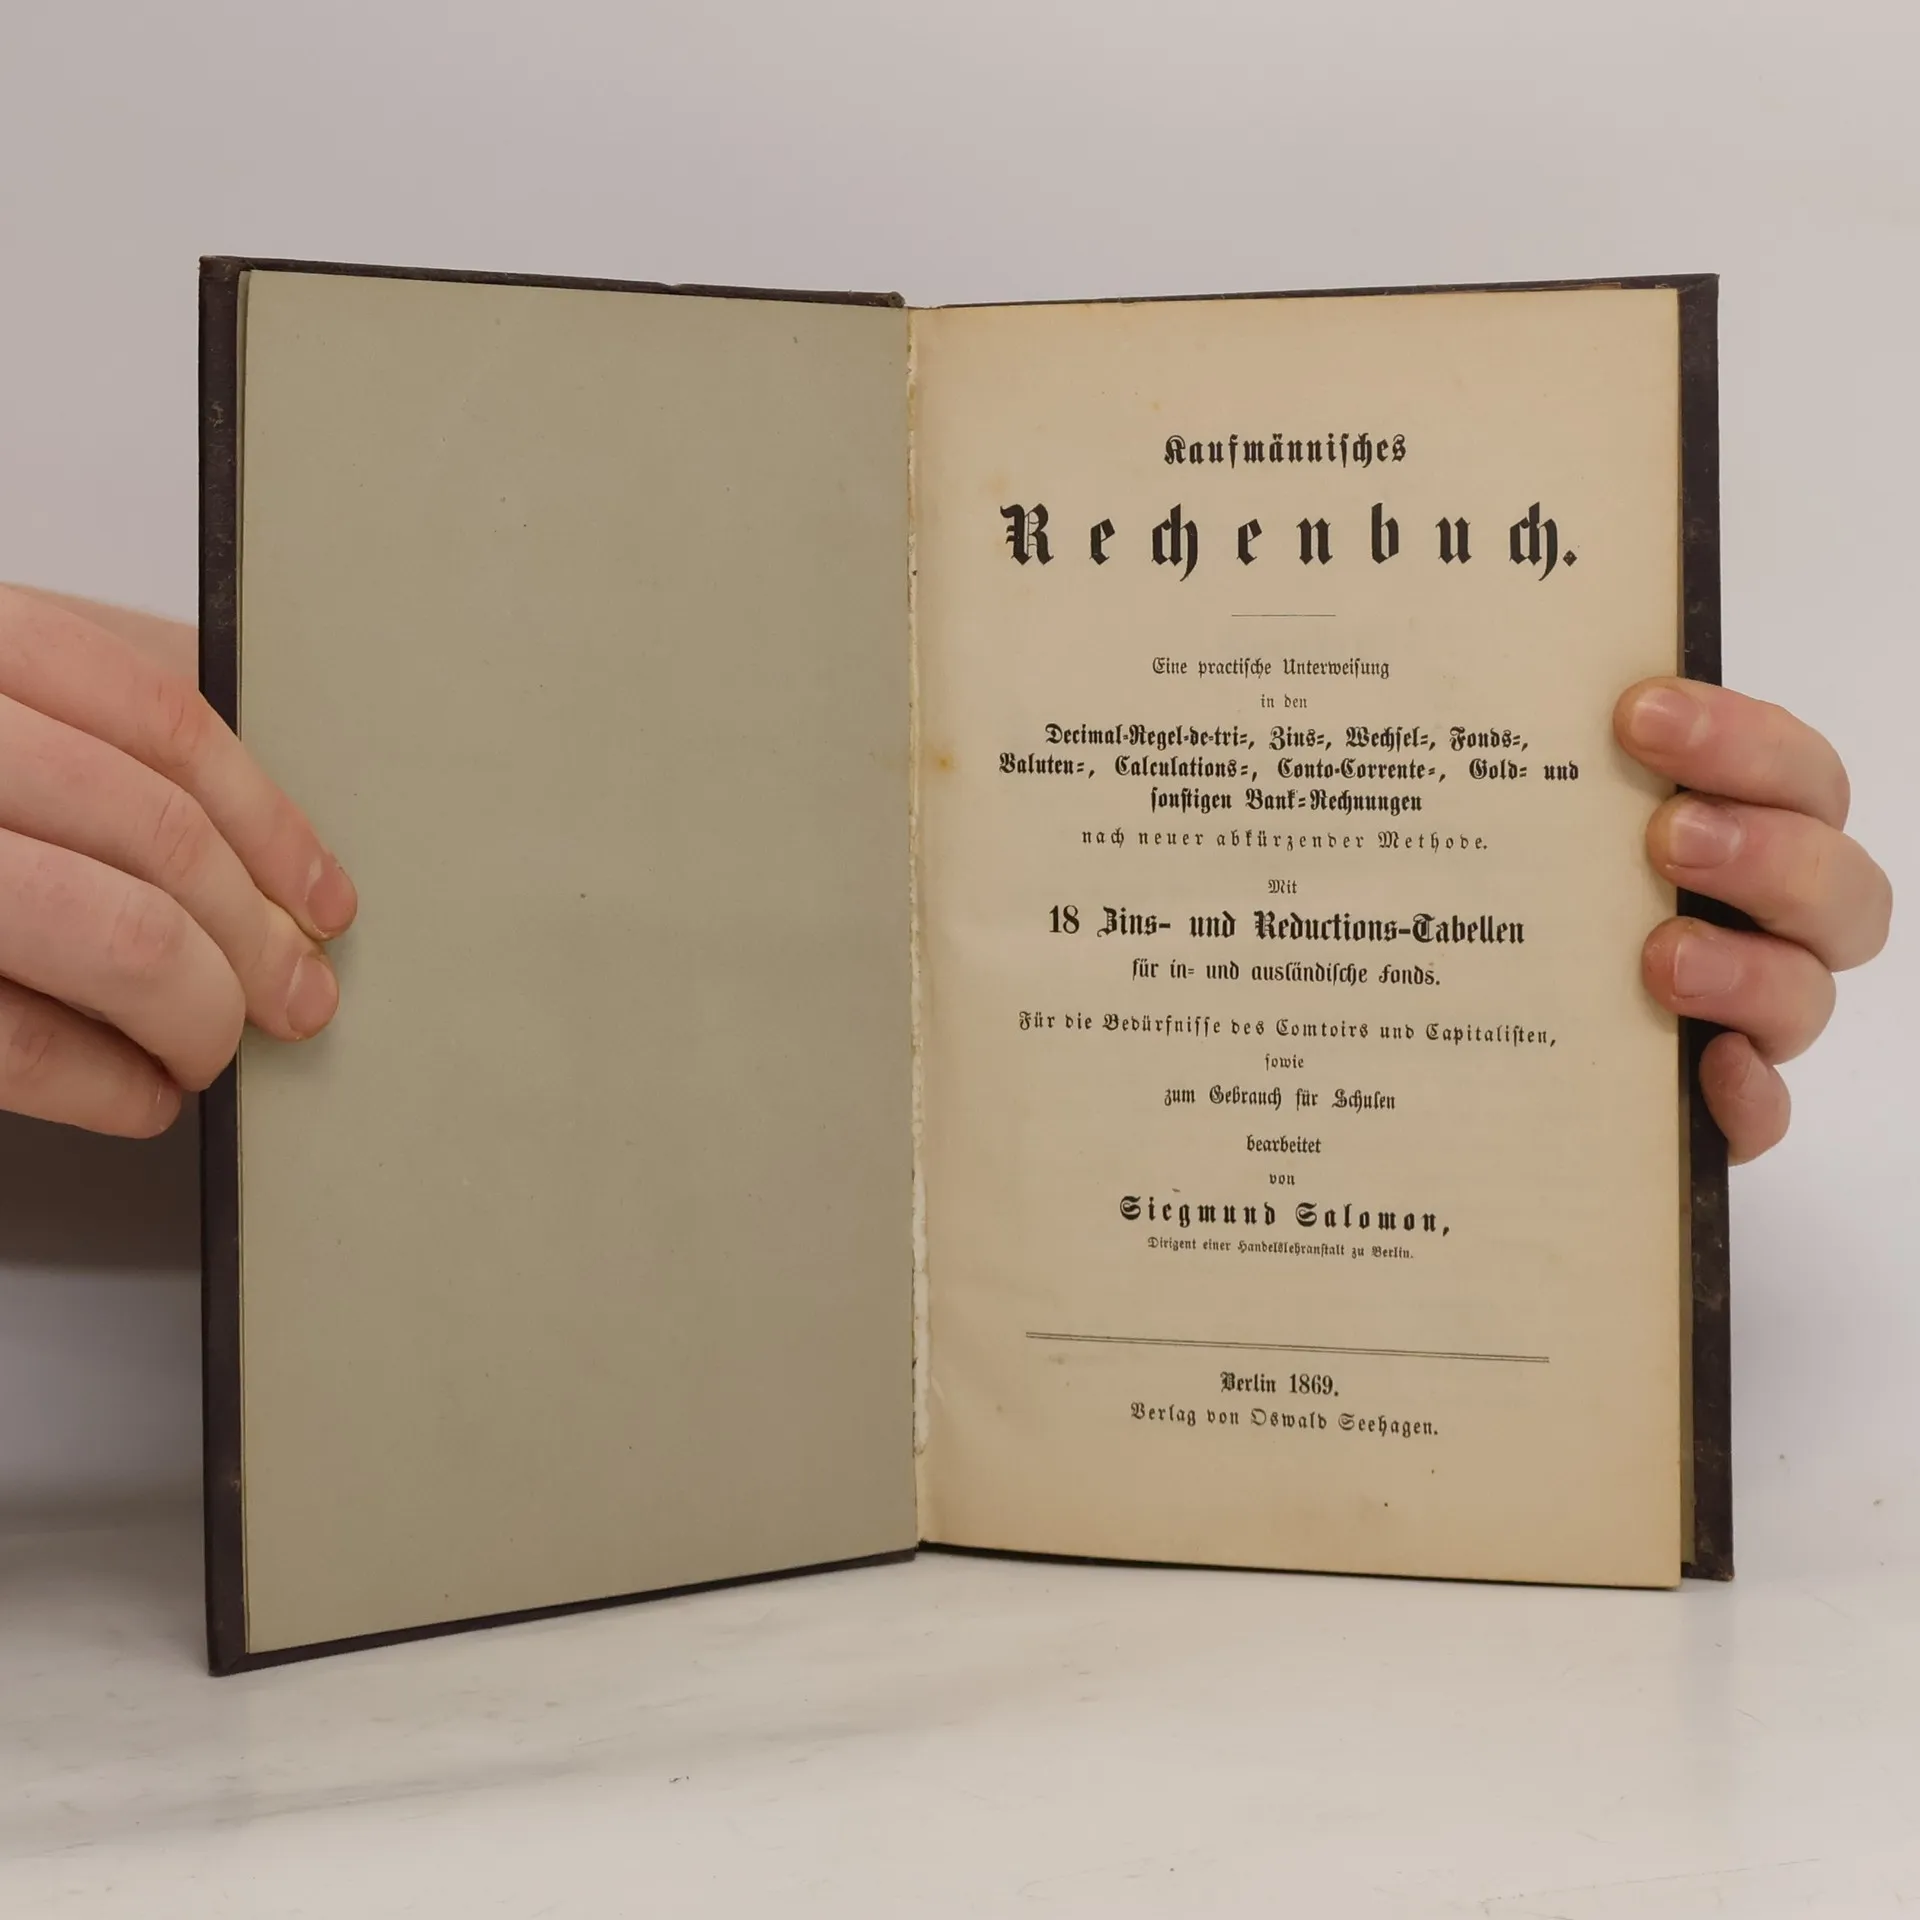 Kaufmännisches
Rechenbuch.
Eine practische Unterweisung
in den
Decimal-Regel-de-tri-, Zins-, Wechsel-, Fonds-,
Valuten-, Calculations-, Conto-Corrente-, Gold- und
sonstigen Bank-Rechnungen
nach neuer abkürzender Methode.
Mit
18 Zins- und Reductions-Tabellen
für in- und ausländische Fonds.
Für die Bedürfnisse des Comtoirs und Capitalisten,
sowie
zum Gebrauch für Schulen
bearbeitet
von
Siegmund Salomon,
Dirigent einer Handelslehranstalt zu Berlin.
Berlin 1869.
Verlag von Oswald Seehagen.